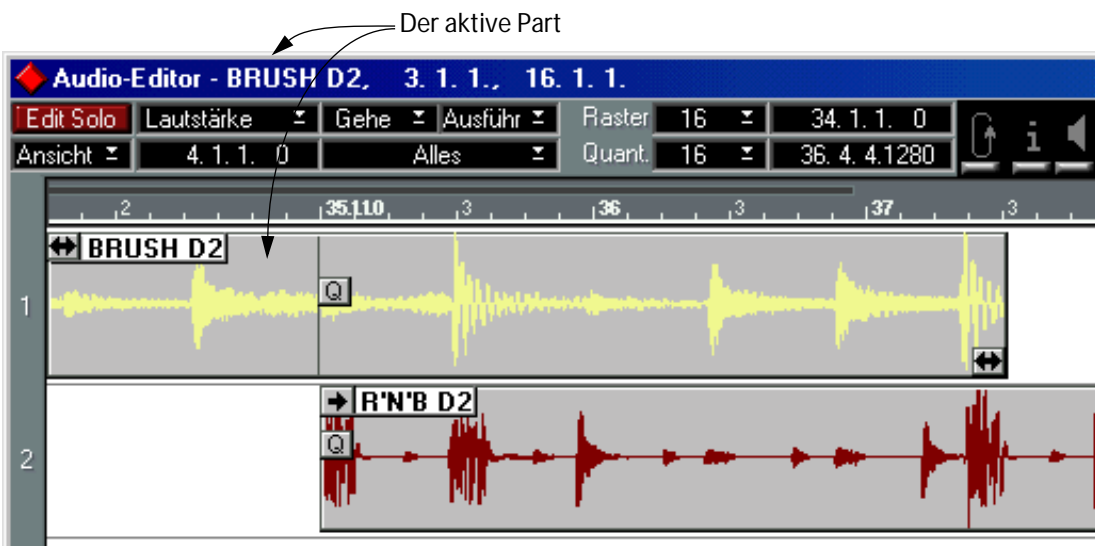 Der aktive Part
Audio-Editor - BRUSH D2, 3. 1. 1., 16. 1. 1.
Edit Solo Lautstärke Gehe Ausführ Raster 16 34. 1. 1. 0
Ansicht 4. 1. 1. 0 Alles Quant. 16 36. 4. 4.1280
2 35.1.1.0 3 36 3 37 3
BRUSH D2
1 Q
R'N'B D2
Q
2